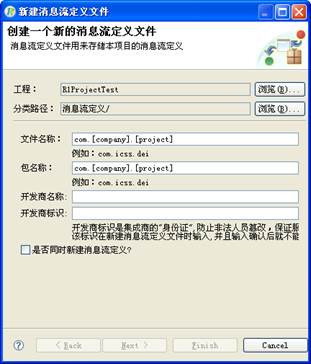 新建消息流定义文件
创建一个新的消息流定义文件
消息流定义文件用来存储本项目的消息流定义
工程： R1ProjectTest 浏览(B)...
分类路径： 消息流定义/ 浏览(B)...
文件名称： com.[company].[project]
例如：com.icss.dei
包名称： com.[company].[project]
例如：com.icss.dei
开发商名称:
开发商标识:
开发商标识是集成商的"身份证",防止非法人员篡改，保证版
该标识在新建消息流定义文件时输入,并且输入确认后就不能
是否同时新建消息流定义?
< Back Next > Finish Cancel